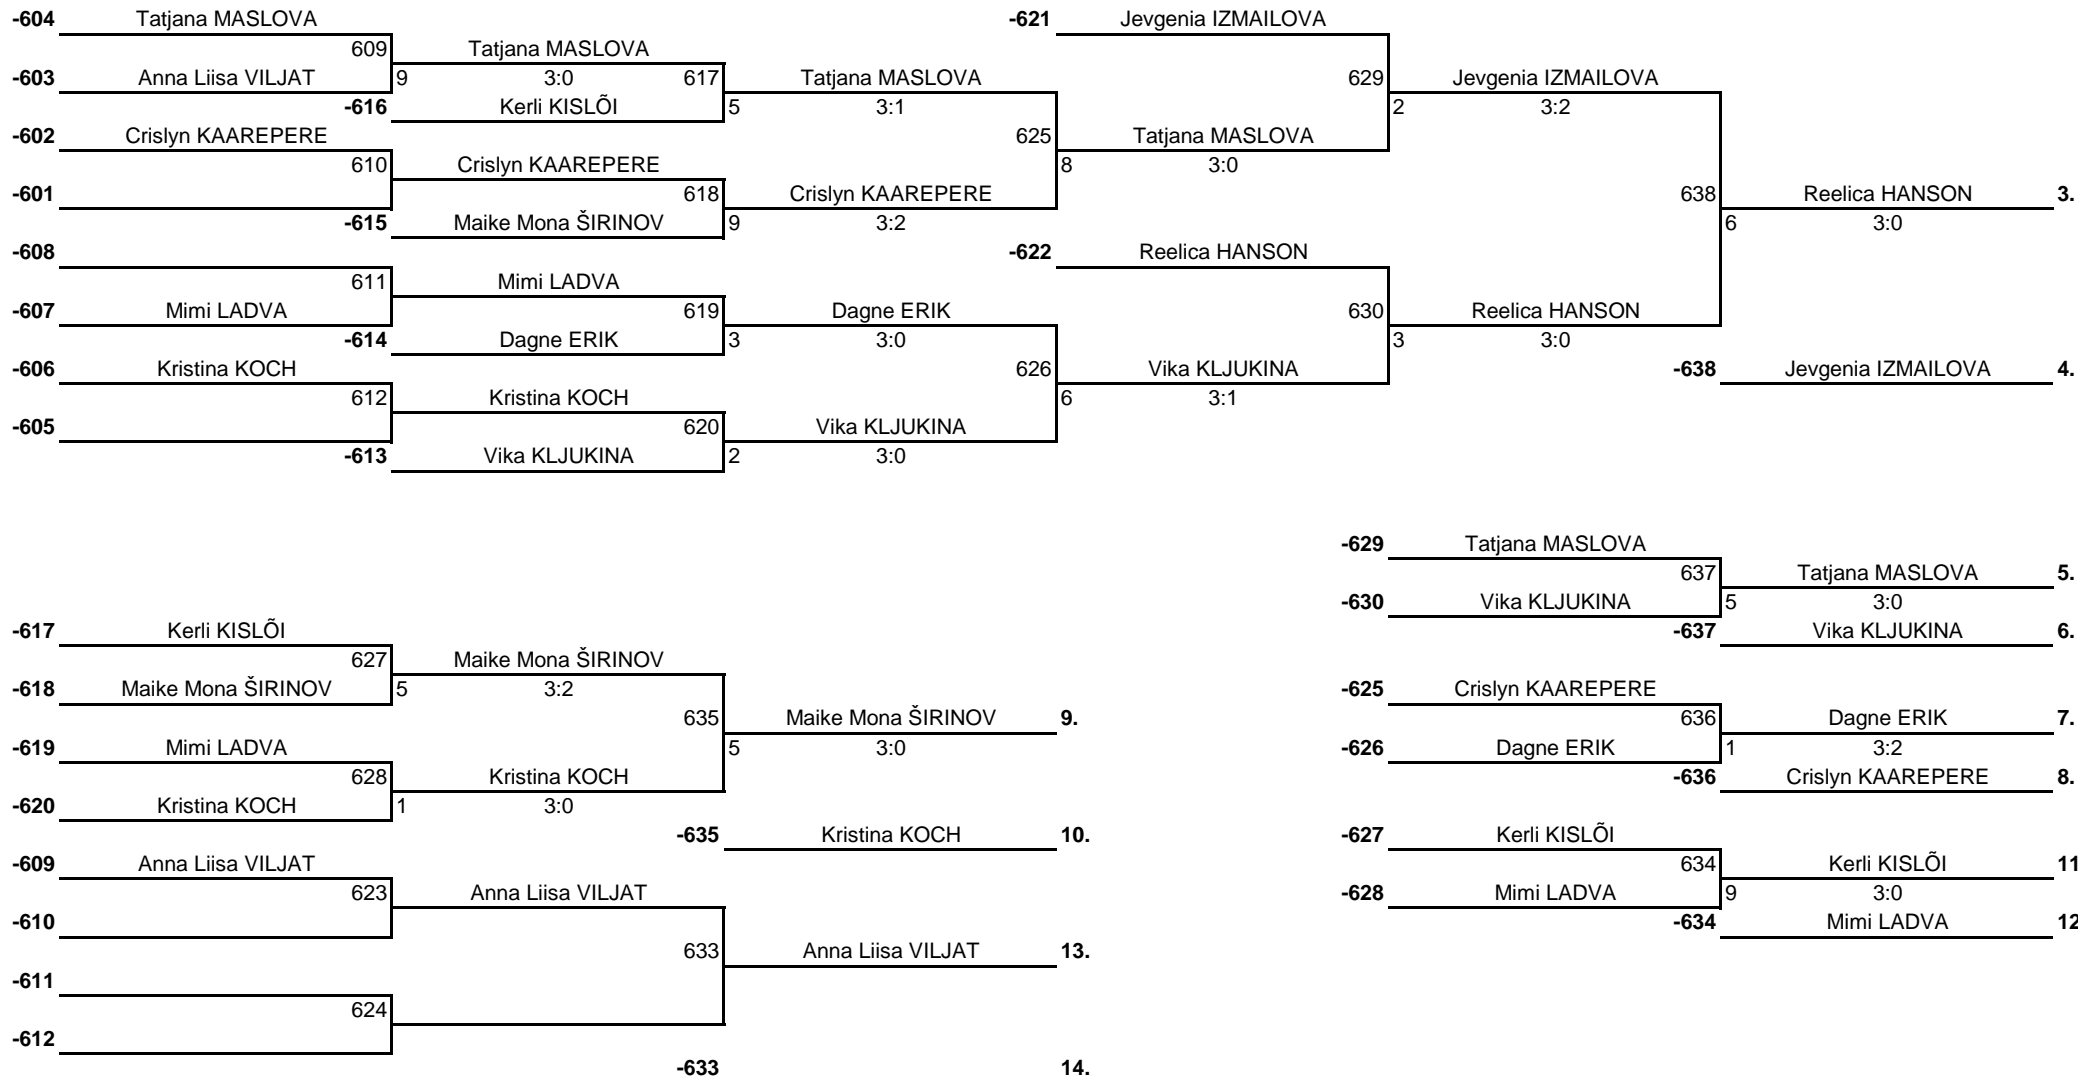 -604 Tatjana MASLOVA -621 Jevgenia IZMAILOVA
609 Tatjana MASLOVA
-603 Anna Liisa VILJAT 9 3:0 617 Tatjana MASLOVA 629 Jevgenia IZMAILOVA
-616 Kerli KISLÕI 5 3:1 2 3:2
-602 Crislyn KAAREPERE 625 Tatjana MASLOVA
610 Crislyn KAAREPERE 8 3:0
-601 618 Crislyn KAAREPERE 638 Reelica HANSON 3.
-615 Maike Mona ŠIRINOV 9 3:2 6 3:0
-608 -622 Reelica HANSON
611 Mimi LADVA
-607 Mimi LADVA 619 Dagne ERIK 630 Reelica HANSON
-614 Dagne ERIK 3 3:0 3 3:0
-606 Kristina KOCH 626 Vika KLJUKINA -638 Jevgenia IZMAILOVA 4.
612 Kristina KOCH 6 3:1
-605 620 Vika KLJUKINA
-613 Vika KLJUKINA 2 3:0
-629 Tatjana MASLOVA
637 Tatjana MASLOVA 5.
-630 Vika KLJUKINA 5 3:0
-617 Kerli KISLÕI -637 Vika KLJUKINA 6.
627 Maike Mona ŠIRINOV
-618 Maike Mona ŠIRINOV 5 3:2 -625 Crislyn KAAREPERE
635 Maike Mona ŠIRINOV 9. 636 Dagne ERIK 7.
-619 Mimi LADVA 5 3:0 -626 Dagne ERIK 1 3:2
628 Kristina KOCH -636 Crislyn KAAREPERE 8.
-620 Kristina KOCH 1 3:0
-635 Kristina KOCH 10. -627 Kerli KISLÕI
-609 Anna Liisa VILJAT 634 Kerli KISLÕI 11
623 Anna Liisa VILJAT -628 Mimi LADVA 9 3:0
-610 -634 Mimi LADVA 12
633 Anna Liisa VILJAT 13.
-611
624
-612
-633 14.